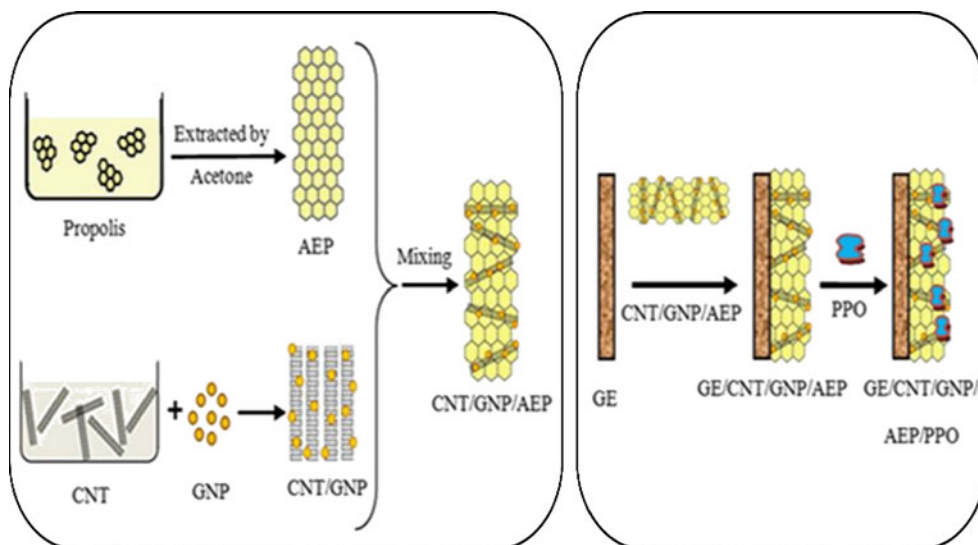 Extracted by
Acetone
Propolis
AEP
Mixing
CNT/GNP/AEP
+
CNT
GNP
CNT/GNP
GE
CNT/GNP/AEP
GE/CNT/GNP/AEP
PPO
GE/CNT/GNP/
AEP/PPO